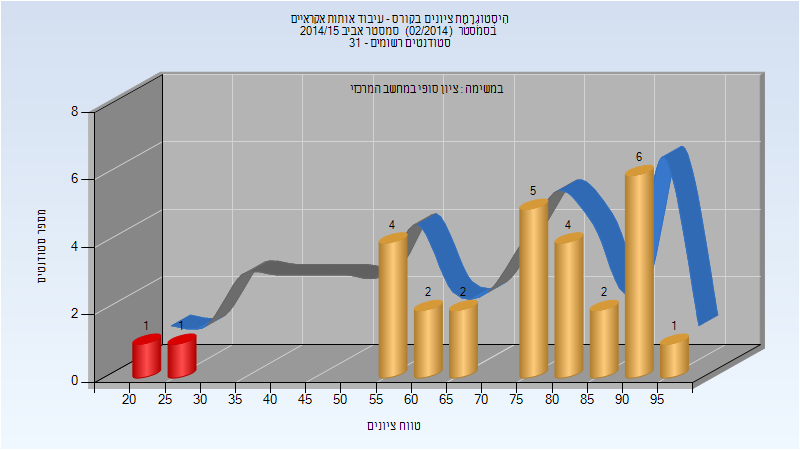 היסטוגרמת ציונים בקורס - עיבוד אותות אקראיים
בסמסטר (02/2014) סמסטר אביב 2014/15
סטודנטים רשומים - 31
במשימה : ציון סופי במחשב המרכזי
מספר סטודנטים
8
6
4
2
0
1
1
4
2
2
5
4
2
6
1
20 25 30 35 40 45 50 55 60 65 70 75 80 85 90 95
טווח ציונים